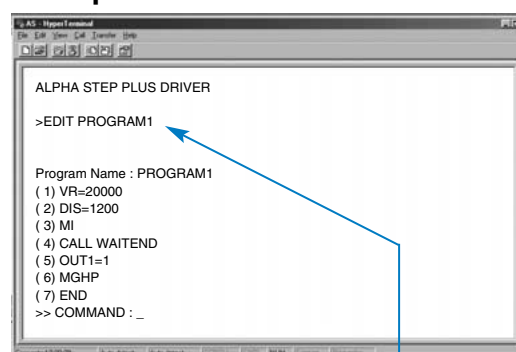 AS - HyperTerminal
File Edit View Call Transfer Help
ALPHA STEP PLUS DRIVER
>EDIT PROGRAM1
Program Name : PROGRAM1
( 1) VR=20000
( 2) DIS=1200
( 3) MI
( 4) CALL WAITEND
( 5) OUT1=1
( 6) MGHP
( 7) END
>> COMMAND : _